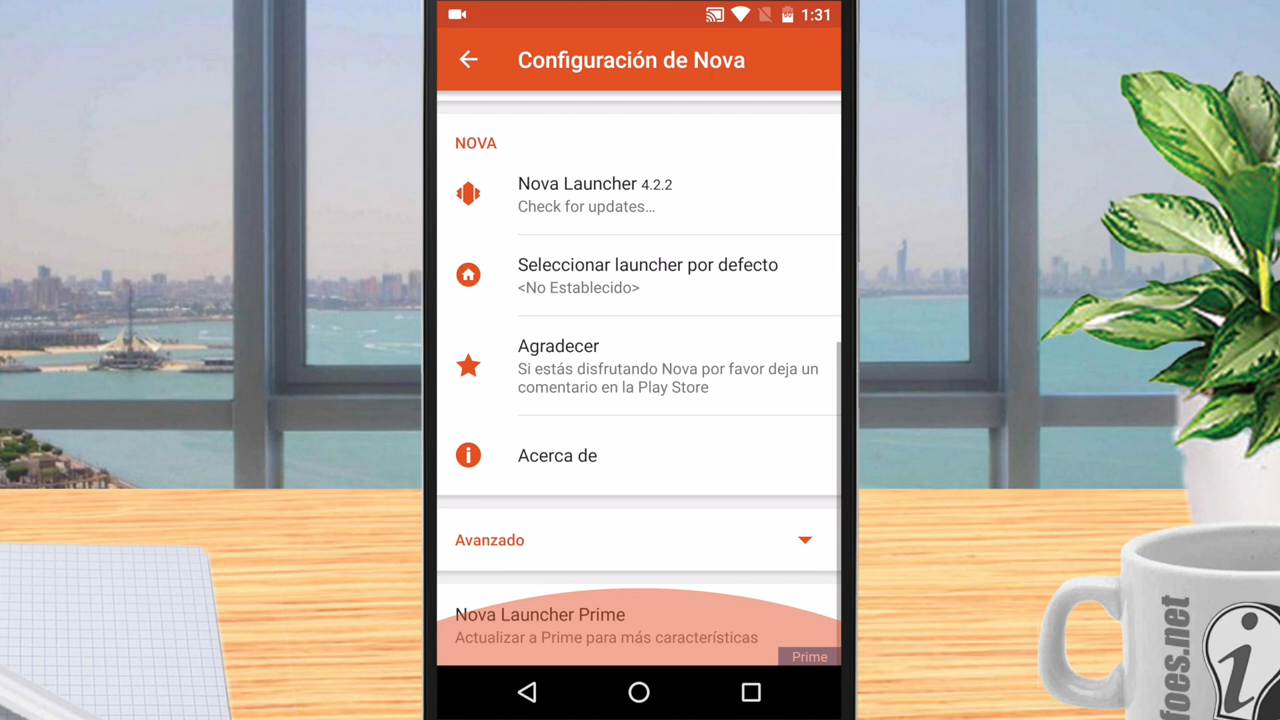 1:31
Configuración de Nova
NOVA
Nova Launcher 4.2.2
Check for updates...
Seleccionar launcher por defecto
<No Establecido>
Agradecer
Si estás disfrutando Nova por favor deja un
comentario en la Play Store
Acerca de
Avanzado
Nova Launcher Prime
Actualizar a Prime para más características
Prime
foes.net
i